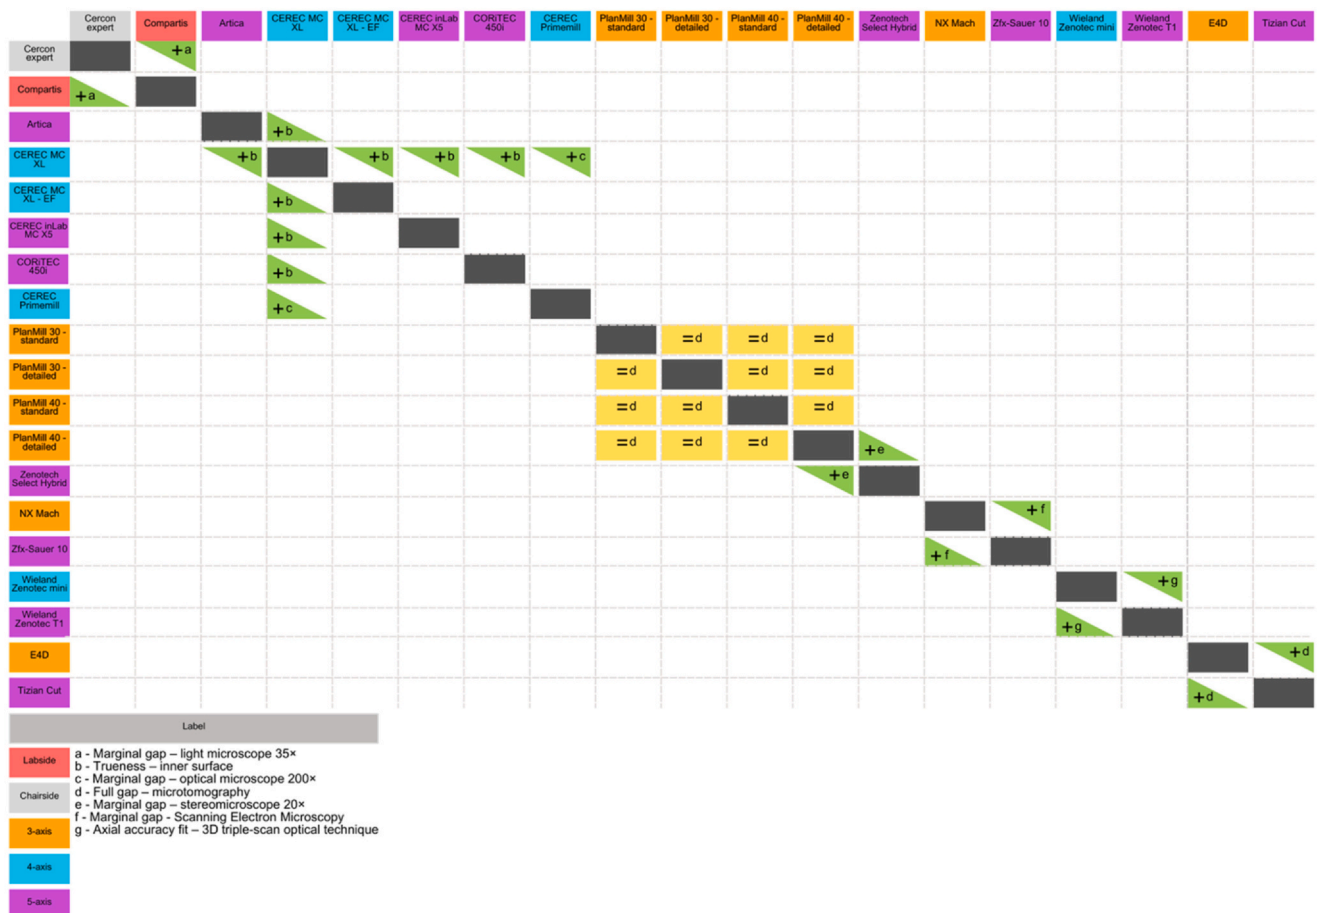 Cercon expert
Compartis
Artica
CEREC MC XL
CEREC MC XL - EF
CEREC inLab MC X5
CORiTEC 450i
CEREC Primemill
PlanMill 30 - standard
PlanMill 30 - detailed
PlanMill 40 - standard
PlanMill 40 - detailed
Zenotech Select Hybrid
NX Mach
Zfx-Sauer 10
Wieland Zenotec mini
Wieland Zenotec T1
E4D
Tizian Cut
Cercon expert
+a
Compartis
+a
Artica
+b
CEREC MC XL
+b
+b
+b
+b
+c
CEREC MC XL - EF
+b
CEREC inLab MC X5
+b
CORiTEC 450i
+b
CEREC Primemill
+c
PlanMill 30 - standard
=d
=d
=d
PlanMill 30 - detailed
=d
=d
=d
PlanMill 40 - standard
=d
=d
=d
PlanMill 40 - detailed
=d
=d
=d
+e
Zenotech Select Hybrid
+e
NX Mach
+f
Zfx-Sauer 10
+f
Wieland Zenotec mini
+g
Wieland Zenotec T1
+g
E4D
+d
Tizian Cut
+d
Label
Labside
Chairside
3-axis
4-axis
5-axis
a - Marginal gap – light microscope 35×
b - Trueness – inner surface
c - Marginal gap – optical microscope 200×
d - Full gap – microtomography
e - Marginal gap – stereomicroscope 20×
f - Marginal gap - Scanning Electron Microscopy
g - Axial accuracy fit – 3D triple-scan optical technique